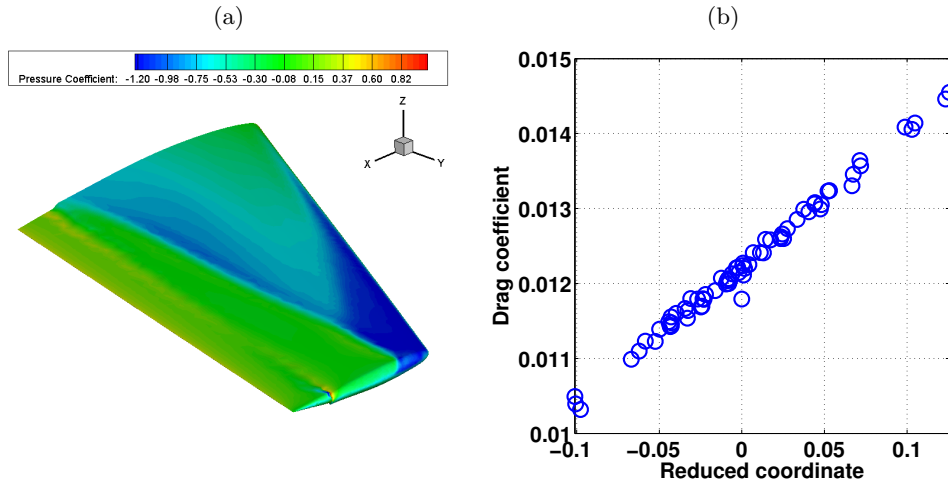 (a)
Pressure Coefficient: -1.20 -0.98 -0.75 -0.53 -0.30 -0.08 0.15 0.37 0.60 0.82
Z
X
Y
(b)
0.015
0.014
0.013
0.012
0.011
0.01
Drag coefficient
−0.1 −0.05 0 0.05 0.1
Reduced coordinate